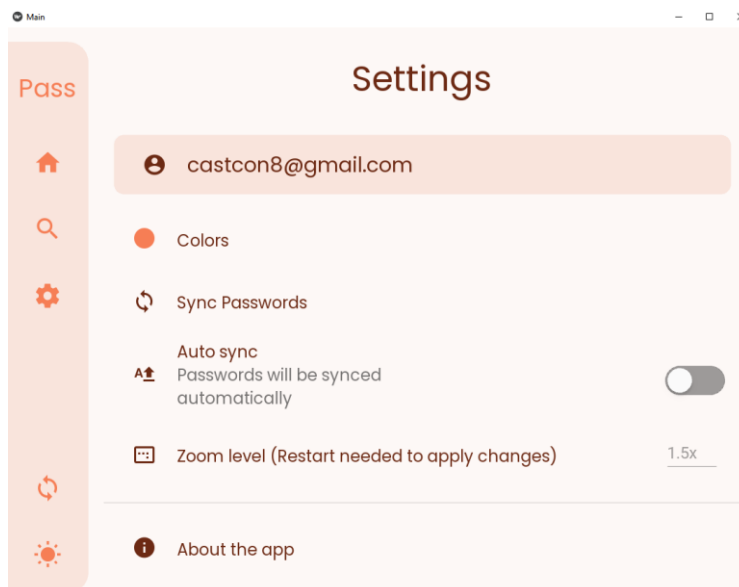 Main
Pass
Settings
castcon8@gmail.com
Colors
Sync Passwords
Auto sync
Passwords will be synced
automatically
Zoom level (Restart needed to apply changes)
1.5x
About the app